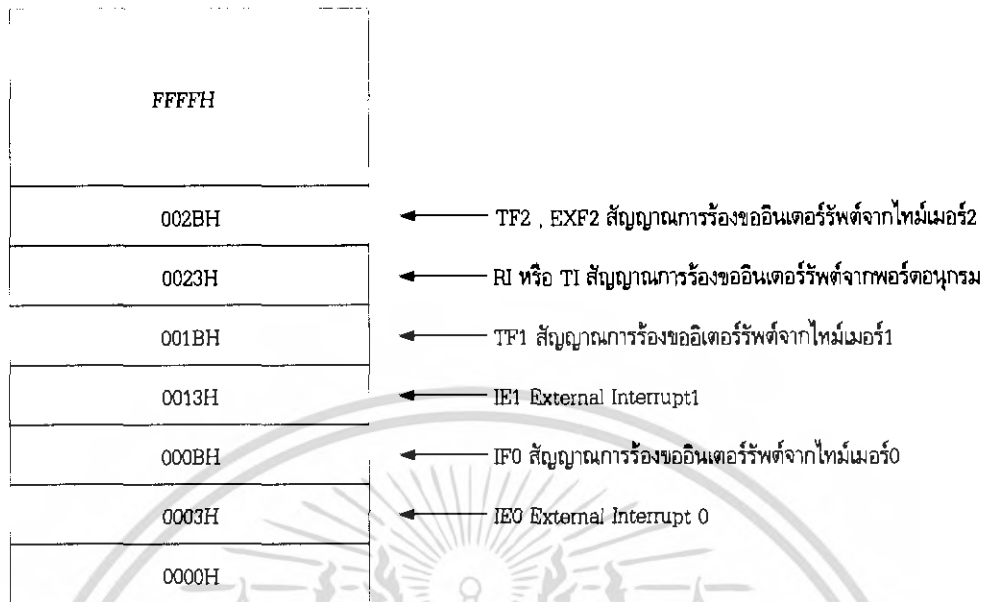 FFFFH
002BH TF2 , EXF2 สัญญาณการร้องขออินเตอร์รัพต์จากไทม์เมอร์2
0023H RI หรือ TI สัญญาณการร้องขออินเตอร์รัพต์จากพอร์ตอนุกรม
001BH TF1 สัญญาณการร้องขออิเตอร์รัพต์จากไทม์เมอร์1
0013H IE1 External Interrupt1
000BH IF0 สัญญาณการร้องขออินเตอร์รัพต์จากไทม์เมอร์0
0003H IE0 External Interrupt 0
0000H